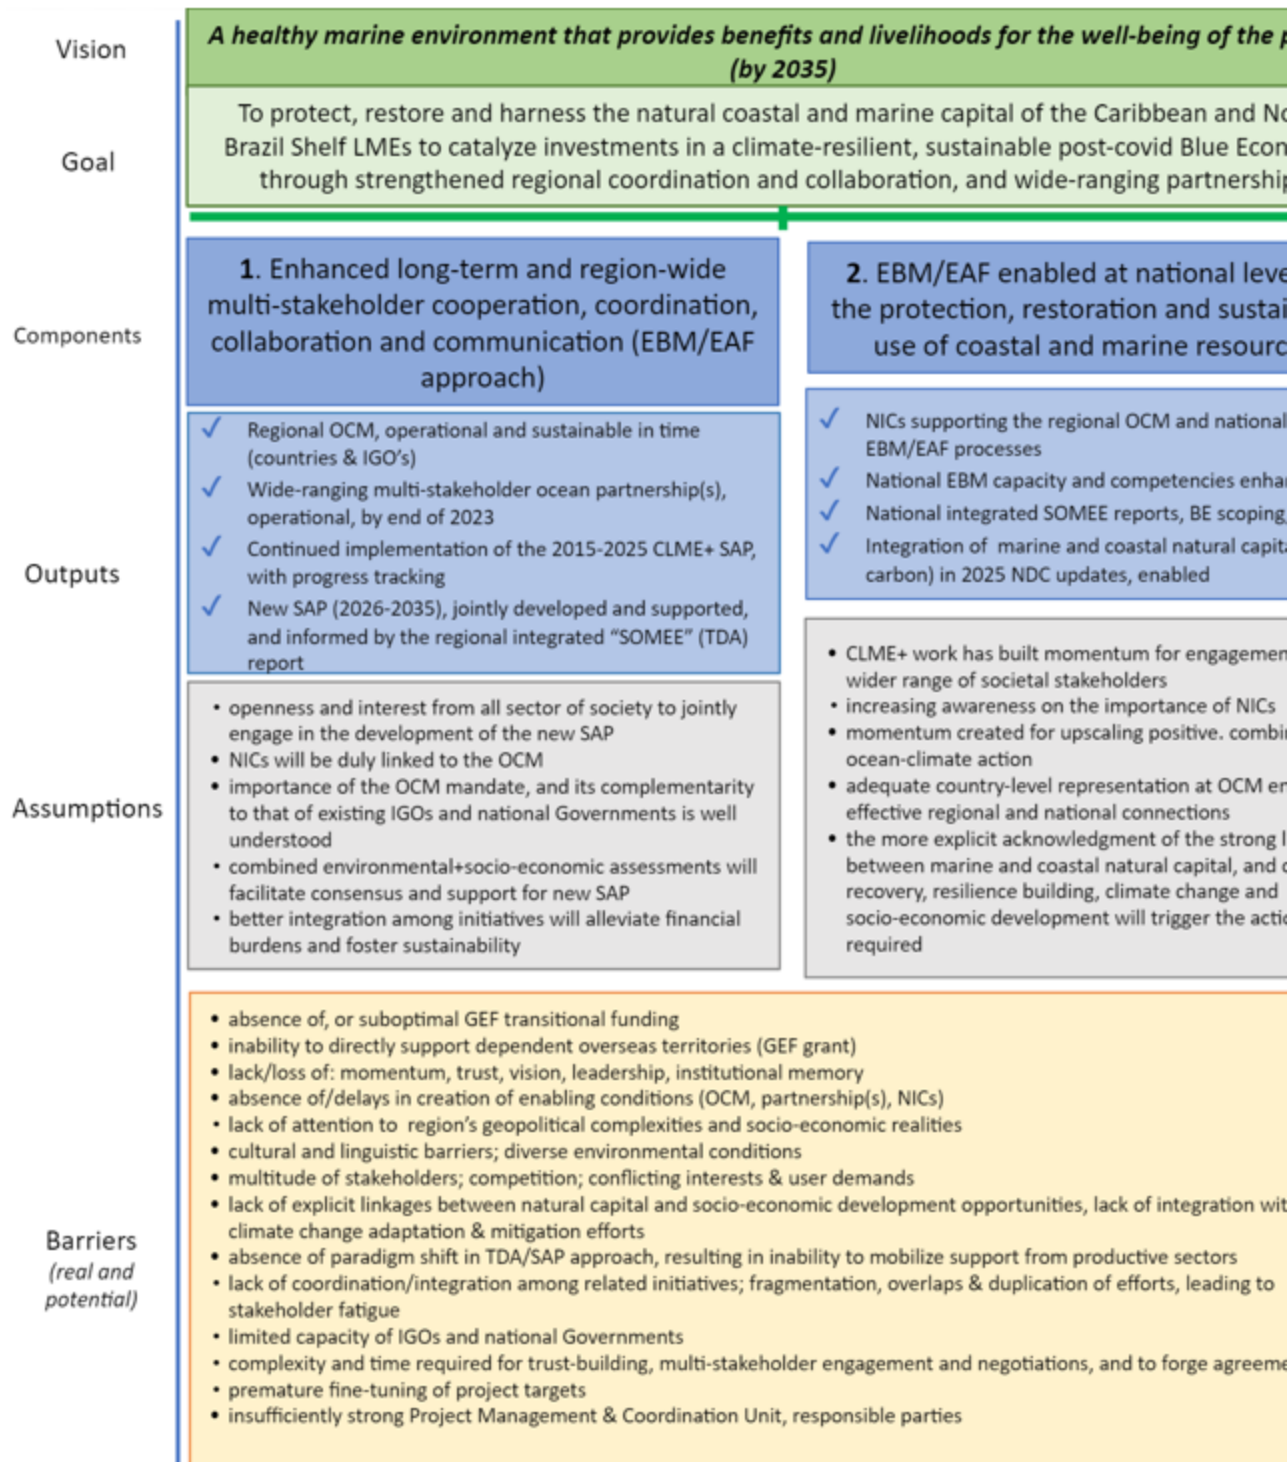 Vision
A healthy marine environment that provides benefits and livelihoods for the well-being of the
(by 2035)
Goal
To protect, restore and harness the natural coastal and marine capital of the Caribbean and
Brazil Shelf LMEs to catalyze investments in a climate-resilient, sustainable post-covid Blue
through strengthened regional coordination and collaboration, and wide-ranging
Components
1. Enhanced long-term and region-wide
multi-stakeholder cooperation, coordination,
collaboration and communication (EBM/EAF
approach)
2. EBM/EAF enabled at national
the protection, restoration and
use of coastal and marine
Outputs
✓ Regional OCM, operational and sustainable in time
(countries & IGO's)
✓ Wide-ranging multi-stakeholder ocean partnership(s),
operational, by end of 2023
✓ Continued implementation of the 2015-2025 CLME+ SAP,
with progress tracking
✓ New SAP (2026-2035), jointly developed and supported,
and informed by the regional integrated “SOMEE” (TDA)
report
✓ NICs supporting the regional OCM and national
EBM/EAF processes
✓ National EBM capacity and competencies
✓ National integrated SOMEE reports, BE scoping,
✓ Integration of marine and coastal natural
carbon) in 2025 NDC updates, enabled
Assumptions
• openness and interest from all sector of society to jointly
engage in the development of the new SAP
• NICs will be duly linked to the OCM
• importance of the OCM mandate, and its complementarity
to that of existing IGOs and national Governments is well
understood
• combined environmental+socio-economic assessments will
facilitate consensus and support for new SAP
• better integration among initiatives will alleviate financial
burdens and foster sustainability
• CLME+ work has built momentum for
wider range of societal stakeholders
• increasing awareness on the importance of NICs
• momentum created for upscaling positive.
ocean-climate action
• adequate country-level representation at OCM
effective regional and national connections
• the more explicit acknowledgment of the strong
between marine and coastal natural capital, and
recovery, resilience building, climate change and
socio-economic development will trigger the
required
Barriers
(real and
potential)
• absence of, or suboptimal GEF transitional funding
• inability to directly support dependent overseas territories (GEF grant)
• lack/loss of: momentum, trust, vision, leadership, institutional memory
• absence of/delays in creation of enabling conditions (OCM, partnership(s), NICs)
• lack of attention to region's geopolitical complexities and socio-economic realities
• cultural and linguistic barriers; diverse environmental conditions
• multitude of stakeholders; competition; conflicting interests & user demands
• lack of explicit linkages between natural capital and socio-economic development opportunities, lack of integration
climate change adaptation & mitigation efforts
• absence of paradigm shift in TDA/SAP approach, resulting in inability to mobilize support from productive sectors
• lack of coordination/integration among related initiatives; fragmentation, overlaps & duplication of efforts, leading to
stakeholder fatigue
• limited capacity of IGOs and national Governments
• complexity and time required for trust-building, multi-stakeholder engagement and negotiations, and to forge
• premature fine-tuning of project targets
• insufficiently strong Project Management & Coordination Unit, responsible parties